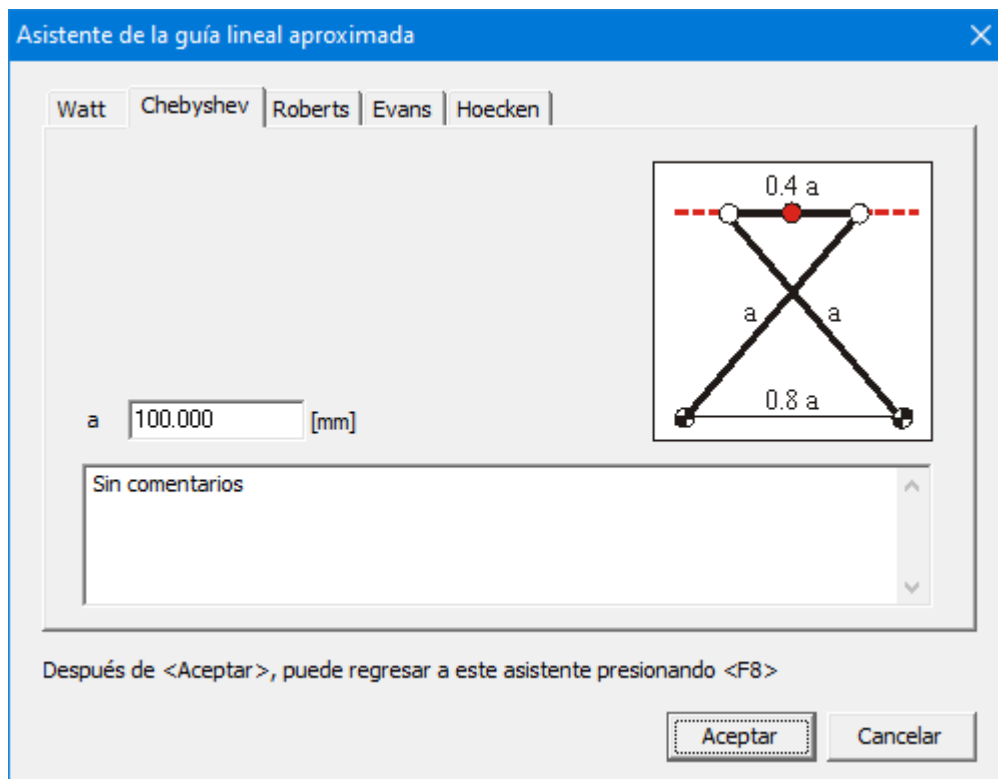 Asistente de la guía lineal aproximada
Watt Chebyshev Roberts Evans Hoecken
0.4 a
a a
0.8 a
a 100.000 [mm]
Sin comentarios
Después de <Aceptar>, puede regresar a este asistente presionando <F8>
Aceptar Cancelar